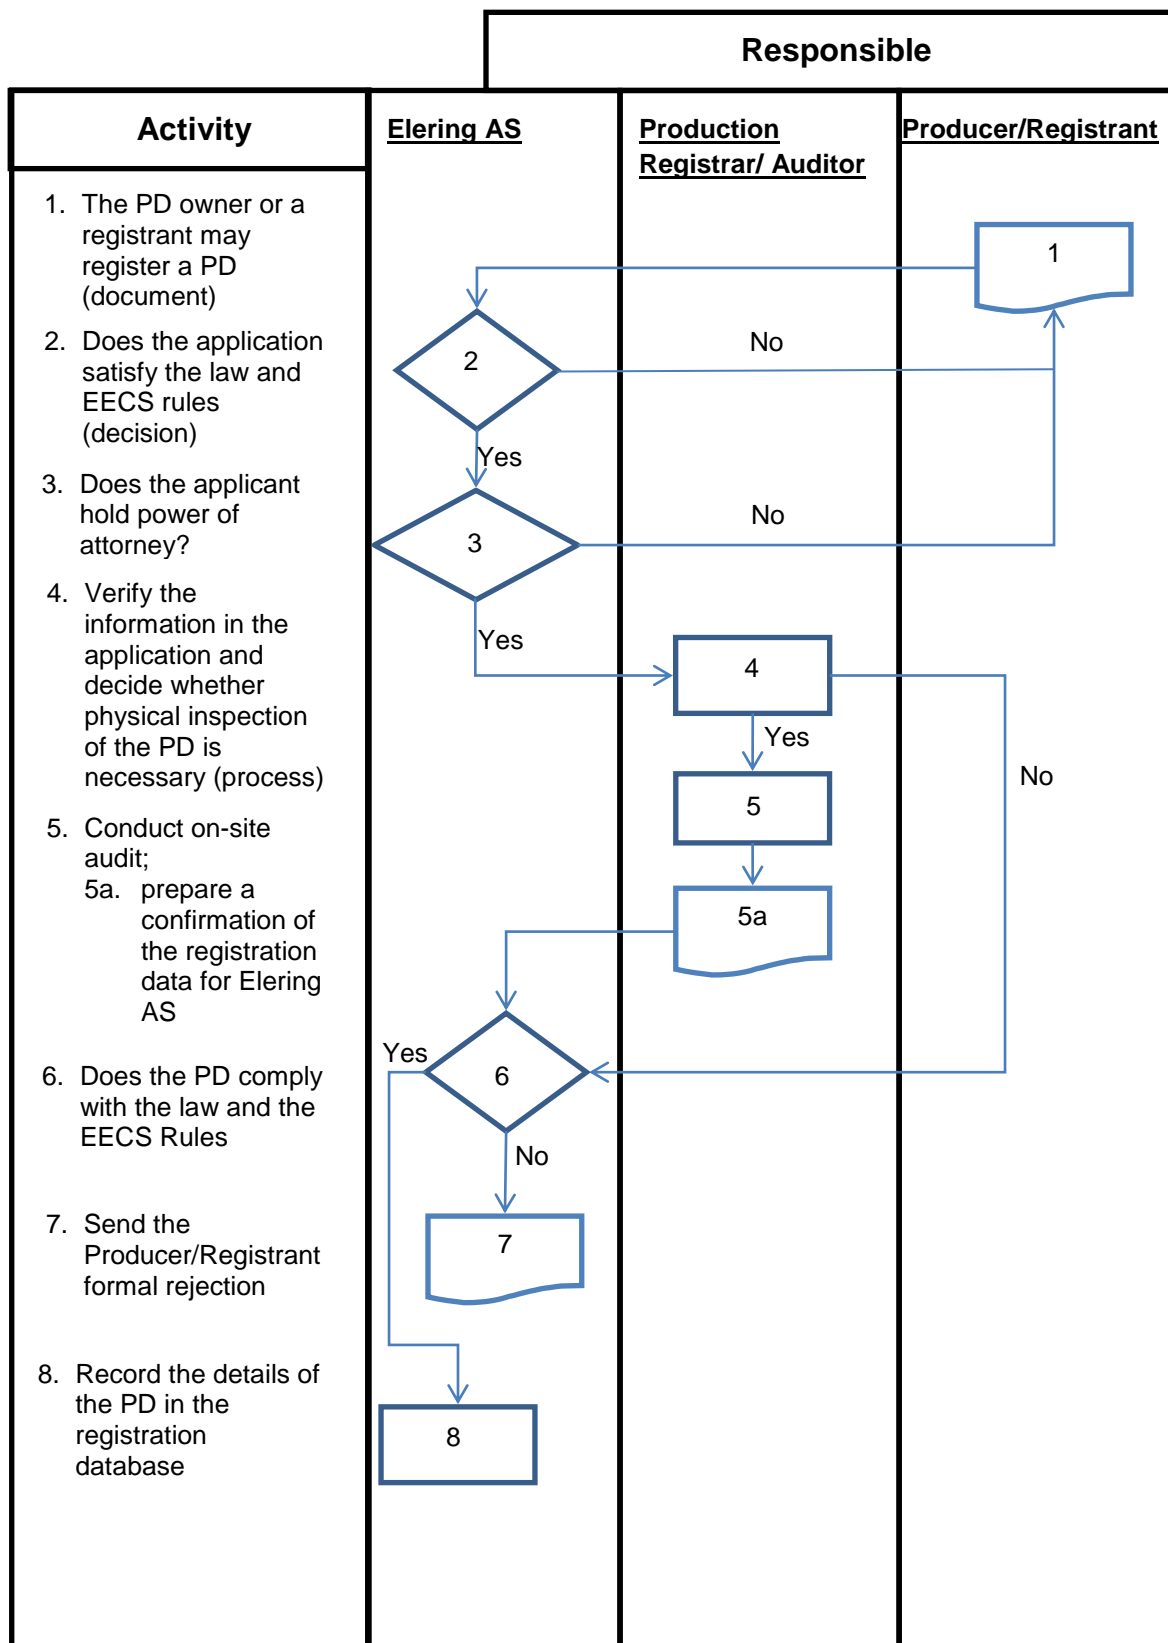 Responsible
Activity
Elering AS
Production
Registrar/ Auditor
Producer/Registrant
1. The PD owner or a
registrant may
register a PD
(document)
2. Does the application
satisfy the law and
EECS rules
(decision)
3. Does the applicant
hold power of
attorney?
4. Verify the
information in the
application and
decide whether
physical inspection
of the PD is
necessary (process)
5. Conduct on-site
audit;
5a. prepare a
confirmation of
the registration
data for Elering
AS
6. Does the PD comply
with the law and the
EECS Rules
7. Send the
Producer/Registrant
formal rejection
8. Record the details of
the PD in the
registration
database
1
2
No
Yes
3
No
Yes
4
Yes
No
5
5a
Yes
6
No
7
8